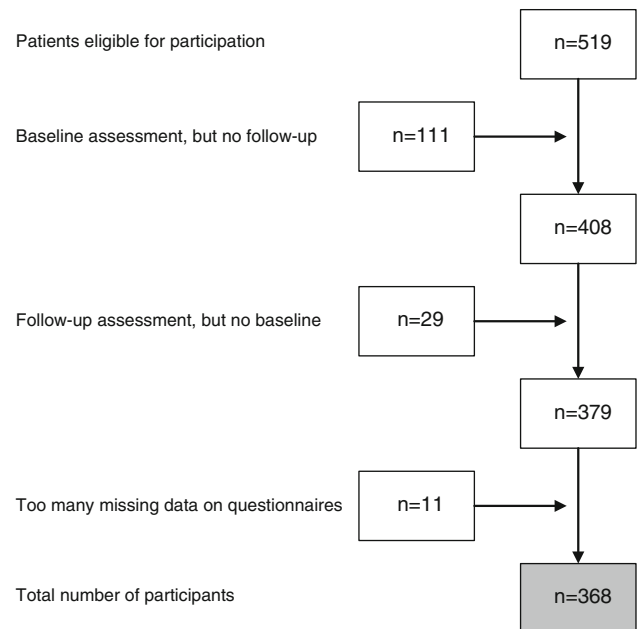 Patients eligible for participation
n=519
Baseline assessment, but no follow-up
n=111
n=408
Follow-up assessment, but no baseline
n=29
n=379
Too many missing data on questionnaires
n=11
Total number of participants
n=368